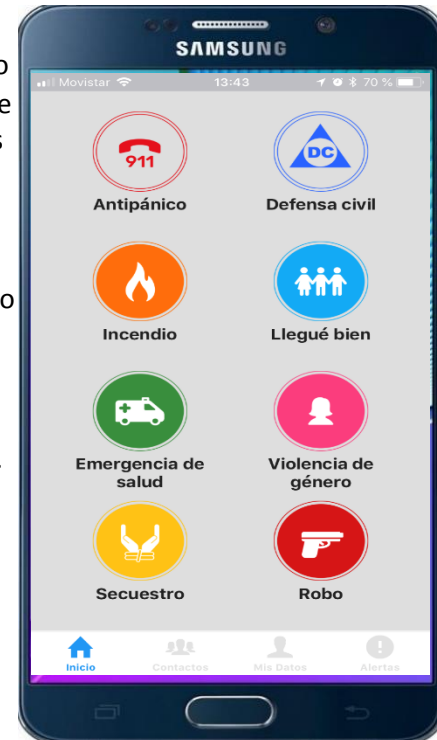 SAMSUNG
Movistar 13:43 70 %
911
DC
Antipánico Defensa civil
Incendio Llegué bien
Emergencia de salud Violencia de género
Secuestro Robo
Inicio Contactos Mis Datos Alertas